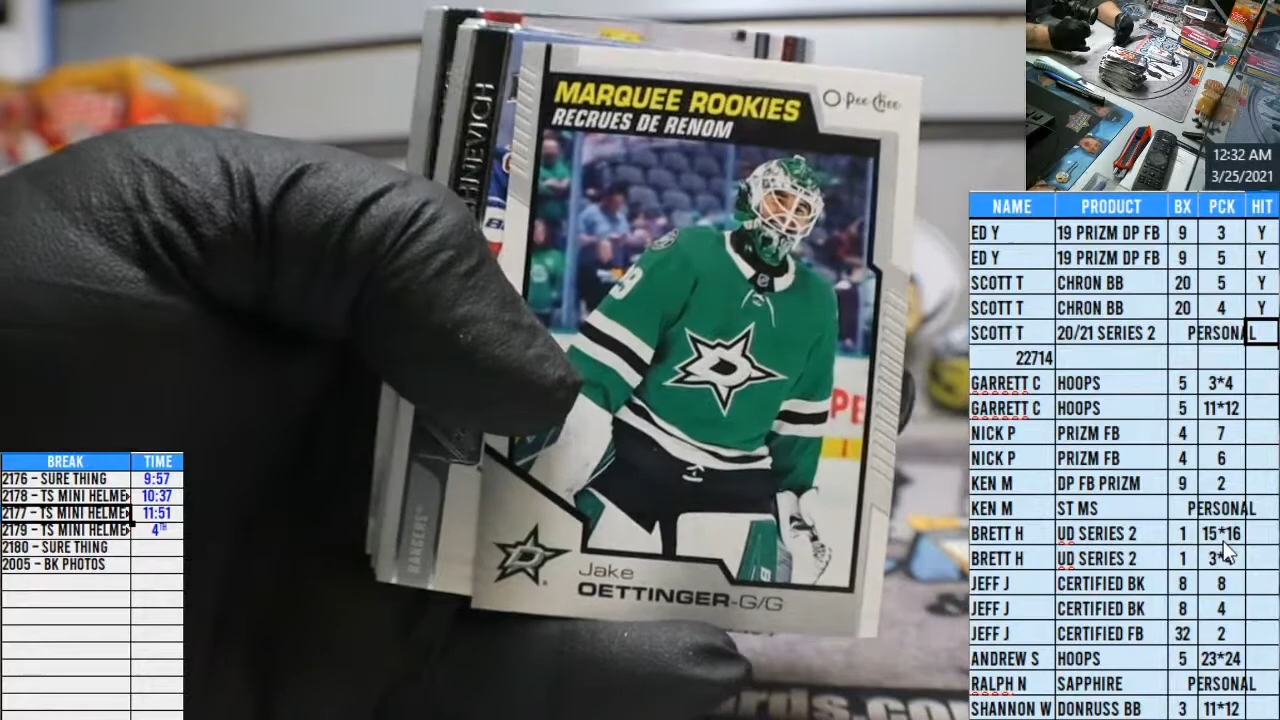 MARQUEE ROOKIES
RECRUES DE RENOM
O Pee Chee
Jake
OETTINGER-G/G
RANGERS
12:32 AM
3/25/2021
NAME PRODUCT BX PCK HIT
ED Y 19 PRIZM DP FB 9 3 Y
ED Y 19 PRIZM DP FB 9 5 Y
SCOTT T CHRON BB 20 5 Y
SCOTT T CHRON BB 20 4 Y
SCOTT T 20/21 SERIES 2 PERSONAL
22714
GARRETT C HOOPS 5 3*4
GARRETT C HOOPS 5 11*12
NICK P PRIZM FB 4 7
NICK P PRIZM FB 4 6
KEN M DP FB PRIZM 9 2
KEN M ST MS PERSONAL
BRETT H UD SERIES 2 1 15*16
BRETT H UD SERIES 2 1
JEFF J CERTIFIED BK 8 8
JEFF J CERTIFIED BK 8 4
JEFF J CERTIFIED FB 32 2
ANDREW S HOOPS 5 23*24
RALPH N SAPPHIRE PERSONAL
SHANNON W DONRUSS BB 3 11*12
BREAK TIME
2176 – SURE THING 9:57
2178 – TS MINI HELME 10:37
2177 – TS MINI HELME 11:51
2179 – TS MINI HELME 4TH
2180 – SURE THING
2005 – BK PHOTOS